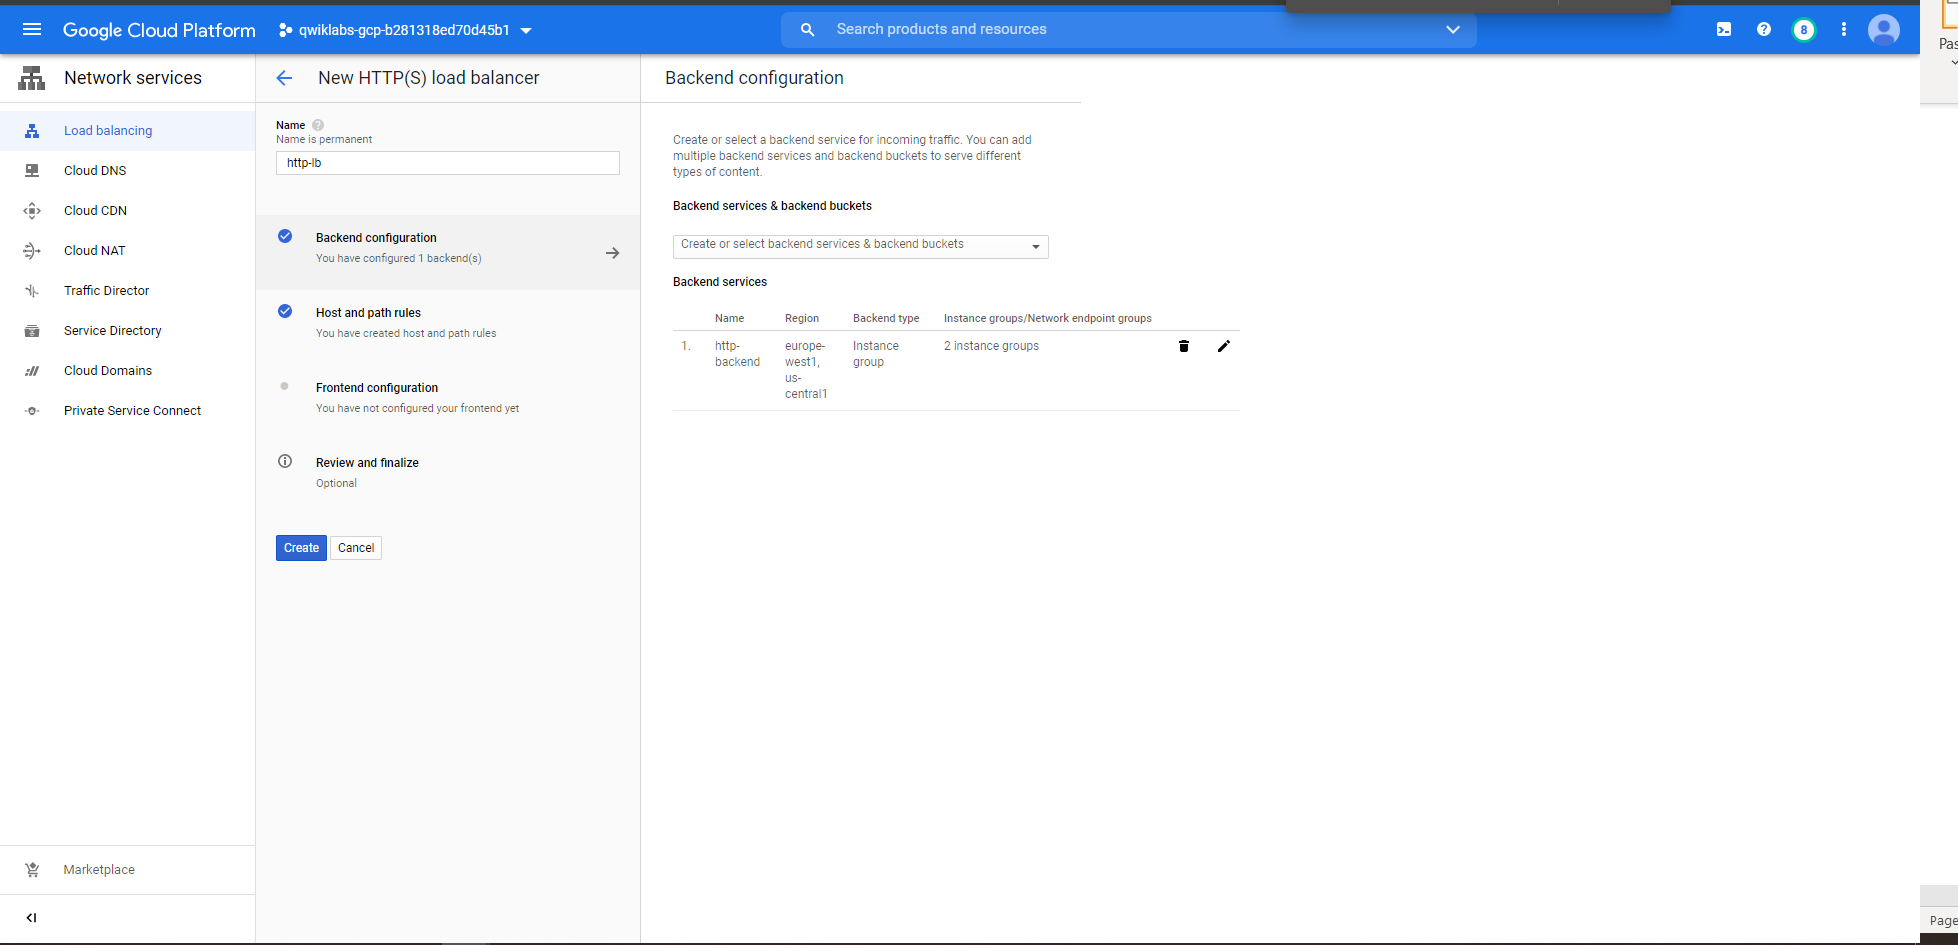 Google Cloud Platform
qwiklabs-gcp-b281318ed70d45b1
Search products and resources
8
Network services
Load balancing
Cloud DNS
Cloud CDN
Cloud NAT
Traffic Director
Service Directory
Cloud Domains
Private Service Connect
Marketplace
New HTTP(S) load balancer
Name
Name is permanent
http-lb
Backend configuration
You have configured 1 backend(s)
Host and path rules
You have created host and path rules
Frontend configuration
You have not configured your frontend yet
Review and finalize
Optional
Create Cancel
Backend configuration
Create or select a backend service for incoming traffic. You can add
multiple backend services and backend buckets to serve different
types of content.
Backend services & backend buckets
Create or select backend services & backend buckets
Backend services
Name Region Backend type Instance groups/Network endpoint groups
1. http- europe- Instance 2 instance groups
backend west1, group
us-
central1
Pas
Page